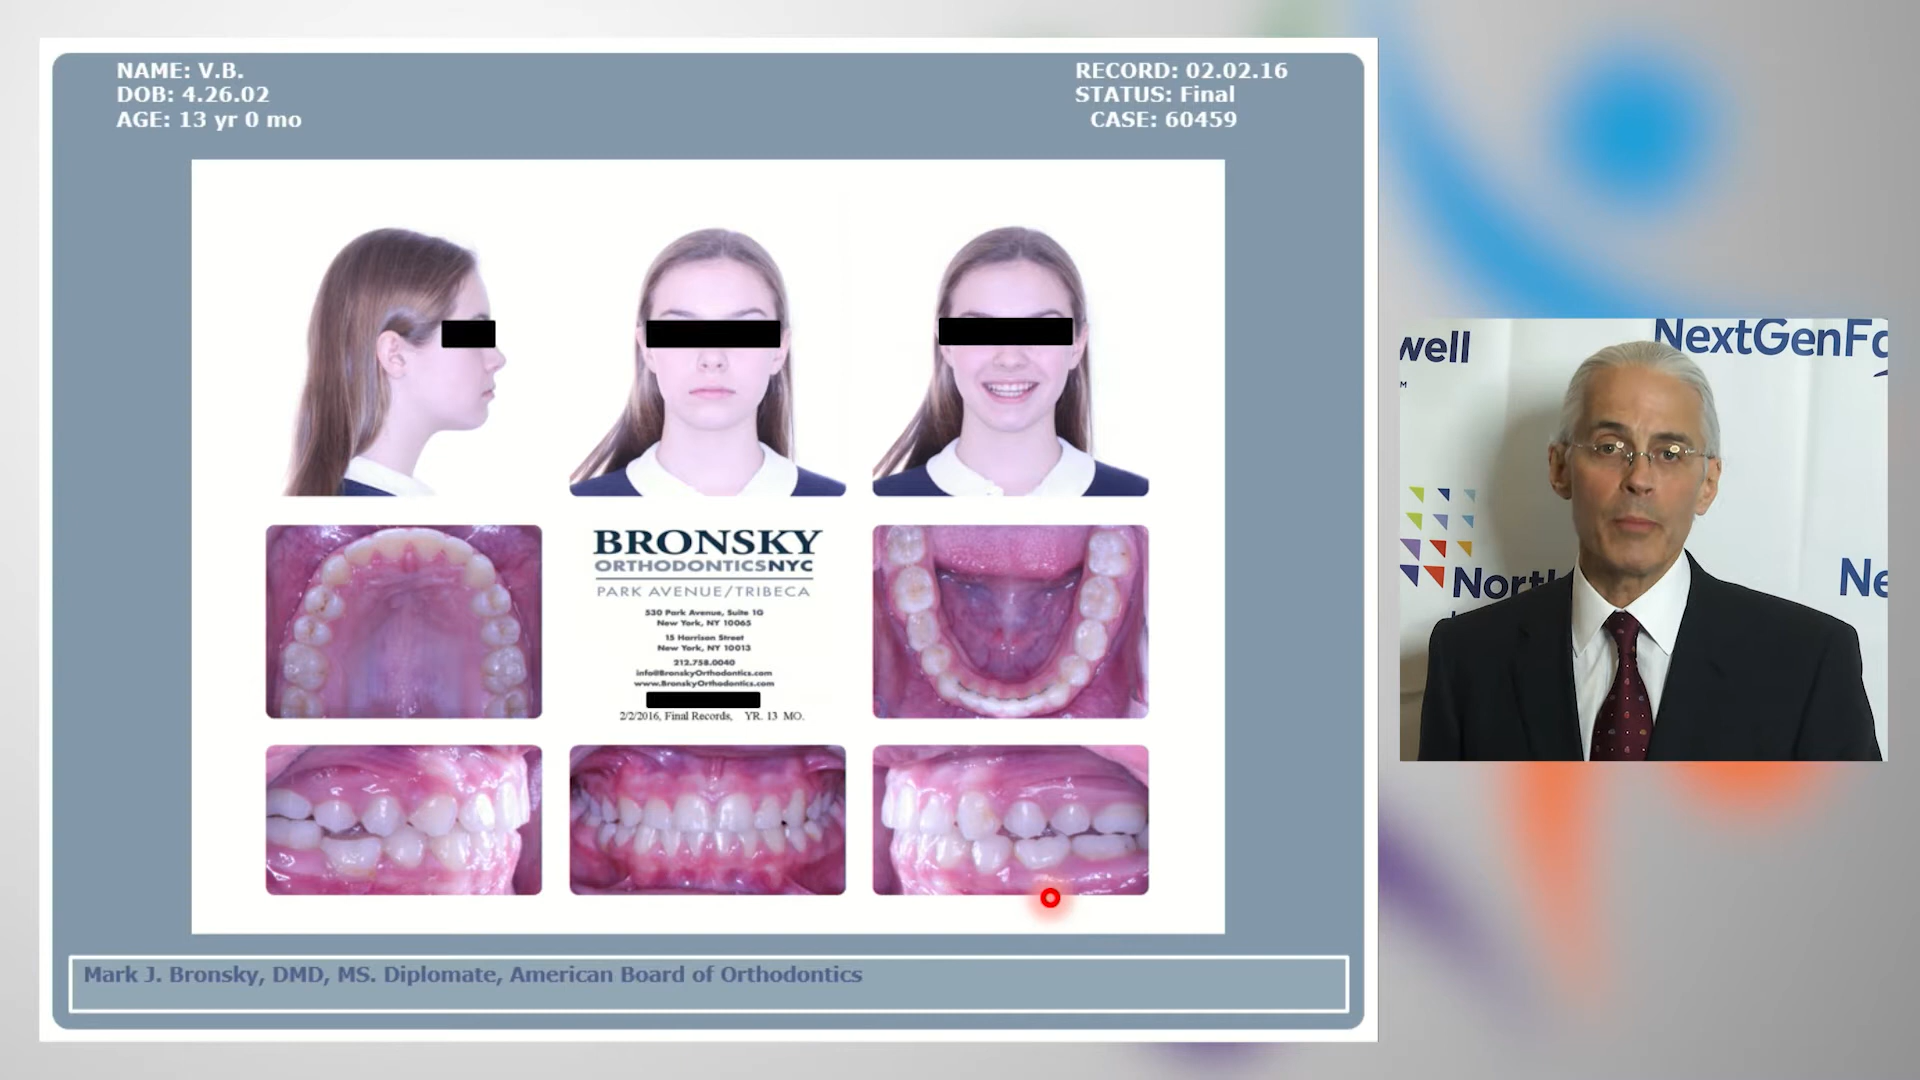 NAME: V.B.
DOB: 4.26.02
AGE: 13 yr 0 mo
RECORD: 02.02.16
STATUS: Final
CASE: 60459
BRONSKY
ORTHODONTICSNYC
PARK AVENUE/TRIBECA
530 Park Avenue, Suite 1G
New York, NY 10065
15 Harrison Street
New York, NY 10013
212.758.0040
info@BronskyOrthodontics.com
www.BronskyOrthodontics.com
2/2/2016, Final Records, YR. 13 MO.
Mark J. Bronsky, DMD, MS. Diplomate, American Board of Orthodontics
well
NextGenFa
North
Ne